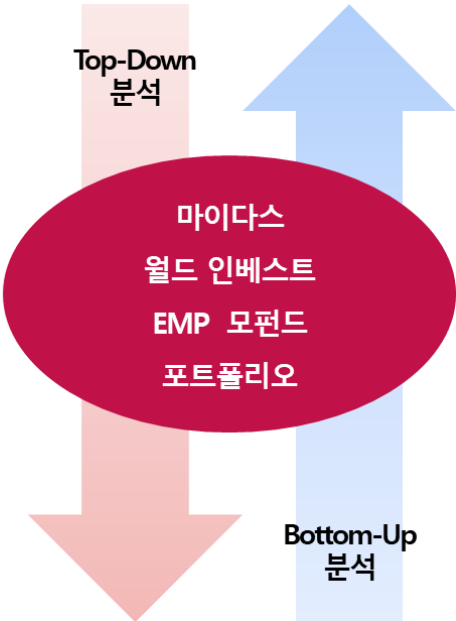 Top-Down
분석
마이다스
월드 인베스트
EMP 모펀드
포트폴리오
Bottom-Up
분석